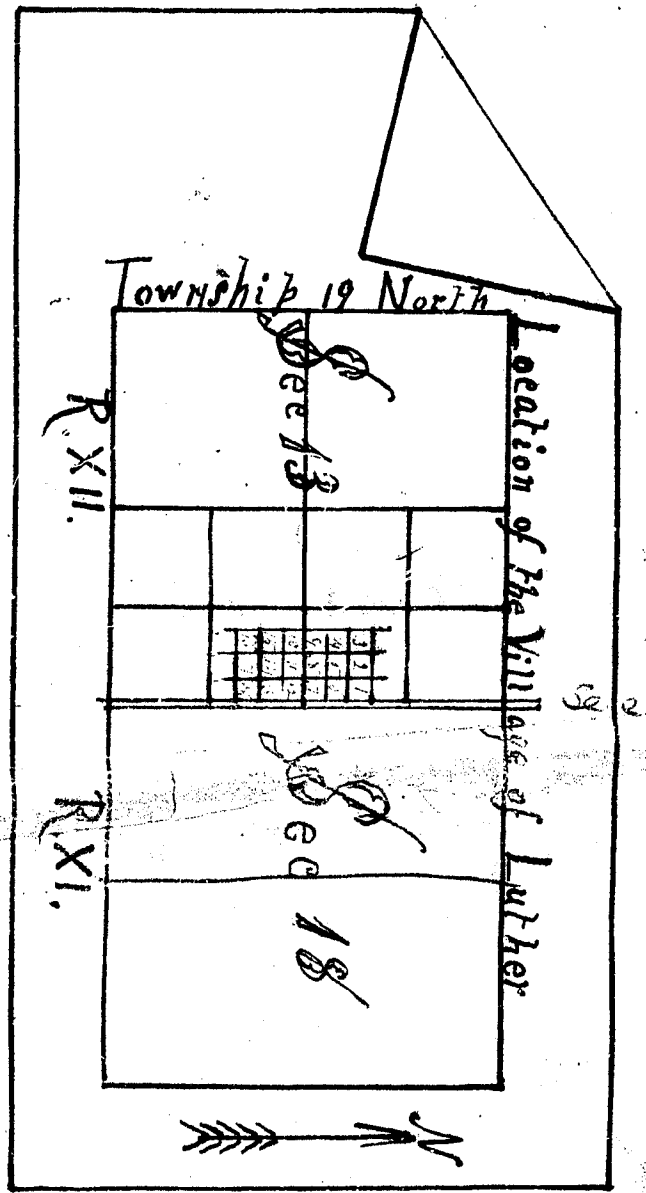 Township 19 North
Location of the Village of Luther
R XII.
Sec 13
R XI.
Sec 18
N